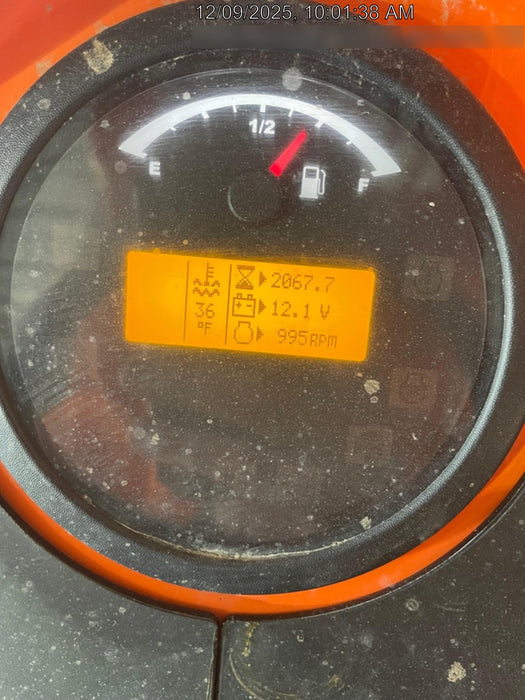 12/09/2025, 10:01:38 AM
1/2
E
F
2067.7
36
12.1 V
°F
995RPM